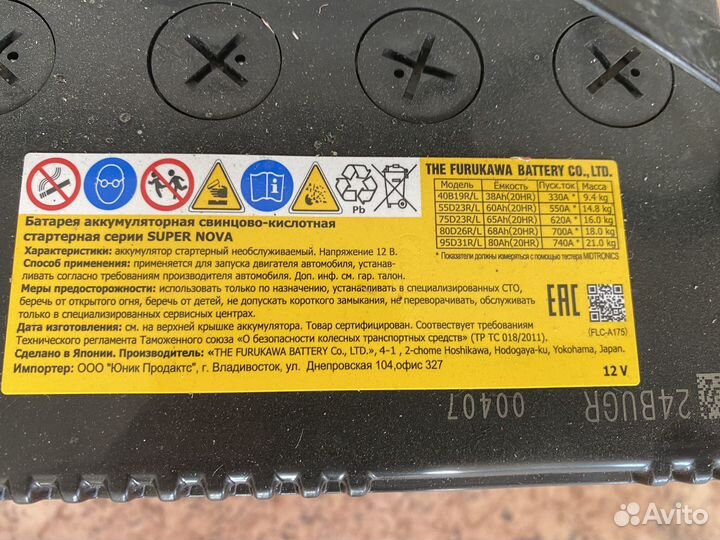 THE FURUKAWA BATTERY CO.,LTD.
Модель Ёмкость Пуск.ток Масса
40B19R/L 38Ah(20HR) 330A * 9.4 kg
55D23R/L 60Ah(20HR) 550A * 14.8 kg
75D23R/L 65Ah(20HR) 620A * 16.0 kg
80D26R/L 68Ah(20HR) 700A * 18.0 kg
95D31R/L 80Ah(20HR) 740A * 21.0 kg
* Показатели должны измеряться с помощью тестера MIDTRONICS
Pb
Батарея аккумуляторная свинцово-кислотная
стартерная серии SUPER NOVA
Характеристики: аккумулятор стартерный необслуживаемый. Напряжение 12 В.
Способ применения: применяется для запуска двигателя автомобиля, устанав-
ливать согласно требованиям производителя автомобиля. Доп. инф. см. гар. талон.
Меры предосторожности: использовать только по назначению, устанавливать в специализированных СТО,
беречь от открытого огня, беречь от детей, не допускать короткого замыкания, не переворачивать, обслуживать
только в специализированных сервисных центрах.
Дата изготовления: см. на верхней крышке аккумулятора. Товар сертифицирован. Соответствует требованиям
Технического регламента Таможенного союза «О безопасности колесных транспортных средств» (ТР ТС 018/2011).
Сделано в Японии. Производитель: «THE FURUKAWA BATTERY Co., LTD.», 4-1 , 2-chome Hoshikawa, Hodogaya-ku, Yokohama, Japan.
Импортер: ООО "Юник Продактс", г. Владивосток, ул. Днепровская 104,офис 327
EAC
(FLC-A175)
12 V
24BUGR 00407
Avito